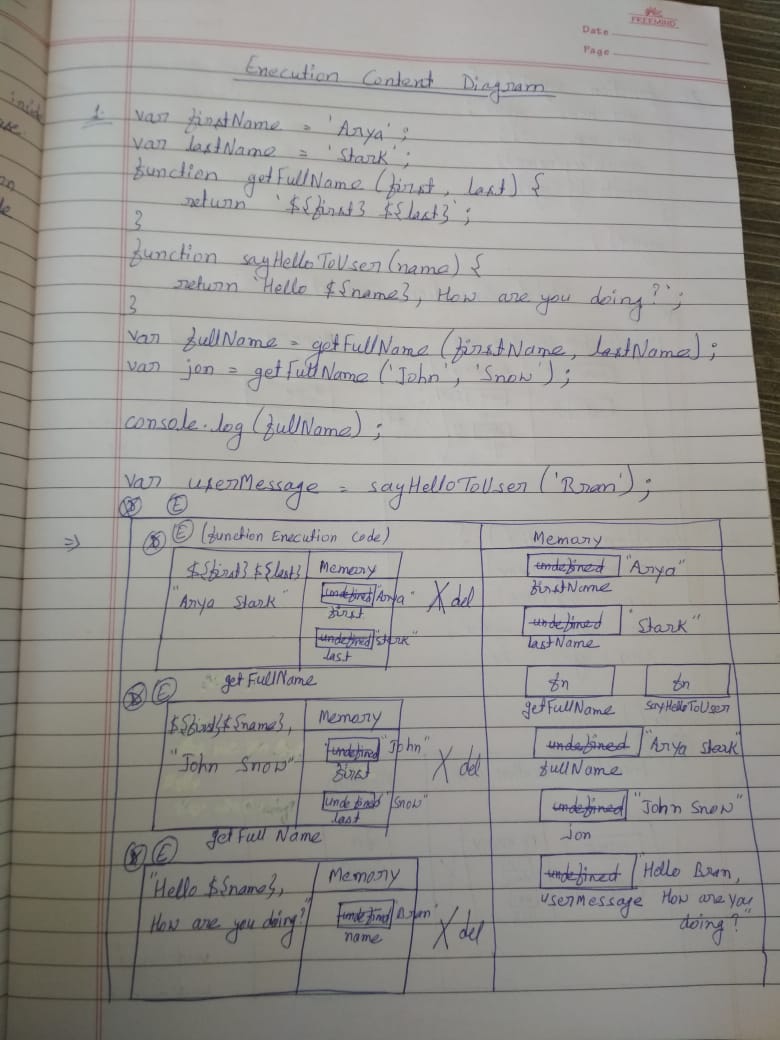 FREEMIND
Date
Page
Execution Context Diagram
1. var firstName = 'Arya';
var lastName = 'Stark';
function getFullName (first, last) {
return `${first} ${last}`;
}
function sayHelloToUser (name) {
return `Hello ${name}, How are you doing?`;
}
var fullName = getFullName (firstName, lastName);
var jon = getFullName ('John', 'Snow');
console.log (fullName);
var userMessage = sayHelloToUser ('Bran');
E
⇒ E (function Execution Code)
Memory
${first} ${last}
"Arya Stark"
Memory
undefined "Arya"
first
undefined "Stark"
last
X del
getFullName
undefined "Arya"
firstName
undefined "Stark"
lastName
fn fn
getFullName sayHelloToUser
E
${first} ${name},
"John Snow"
Memory
undefined "John"
first
undefined "Snow"
last
X del
getFull Name
undefined "Arya Stark"
fullName
undefined "John Snow"
jon
E
"Hello ${name},
How are you doing?"
Memory
undefined Bran"
name
X del
undefined "Hello Bran,
userMessage How are you
doing?"
inside